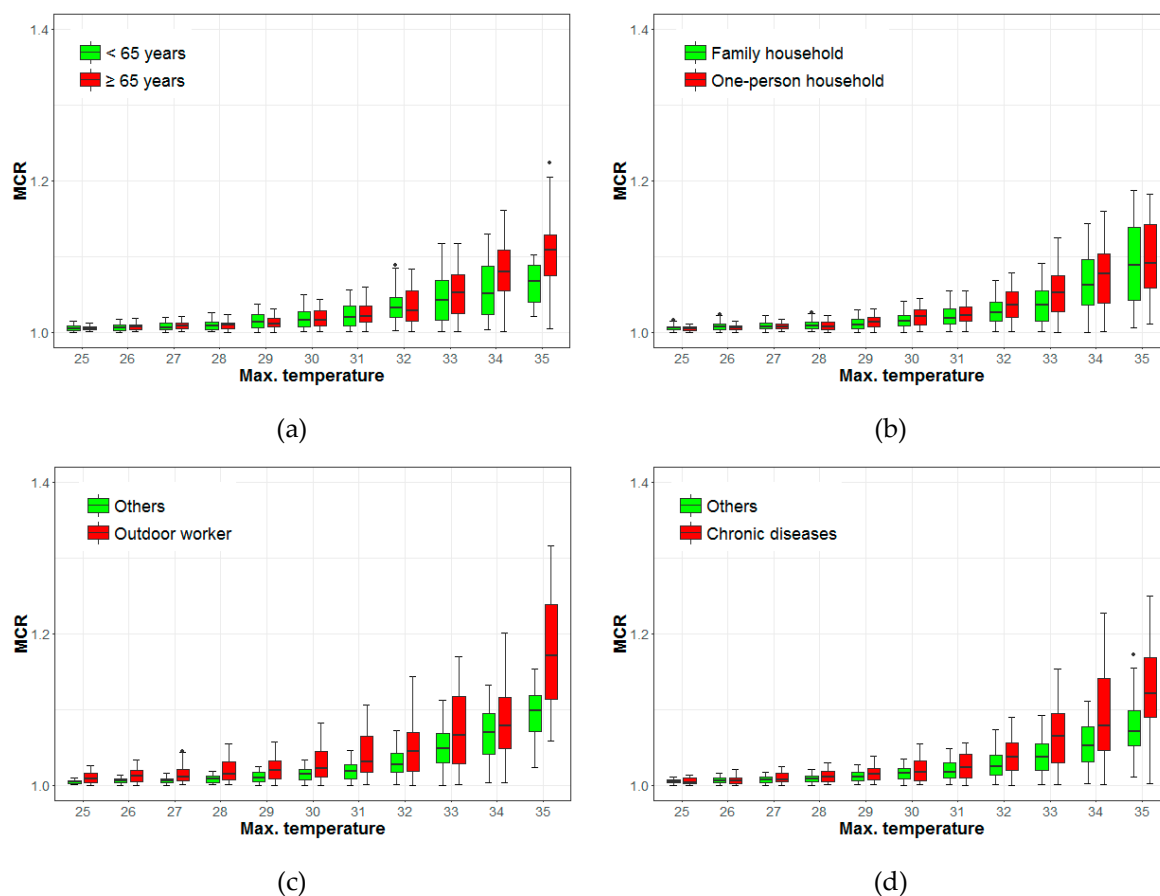 1.4
< 65 years
≥ 65 years
1.2
1.0
MCR
25 26 27 28 29 30 31 32 33 34 35
Max. temperature
(a)
1.4
Family household
One-person household
1.2
1.0
MCR
25 26 27 28 29 30 31 32 33 34 35
Max. temperature
(b)
1.4
Others
Outdoor worker
1.2
1.0
MCR
25 26 27 28 29 30 31 32 33 34 35
Max. temperature
(c)
1.4
Others
Chronic diseases
1.2
1.0
MCR
25 26 27 28 29 30 31 32 33 34 35
Max. temperature
(d)